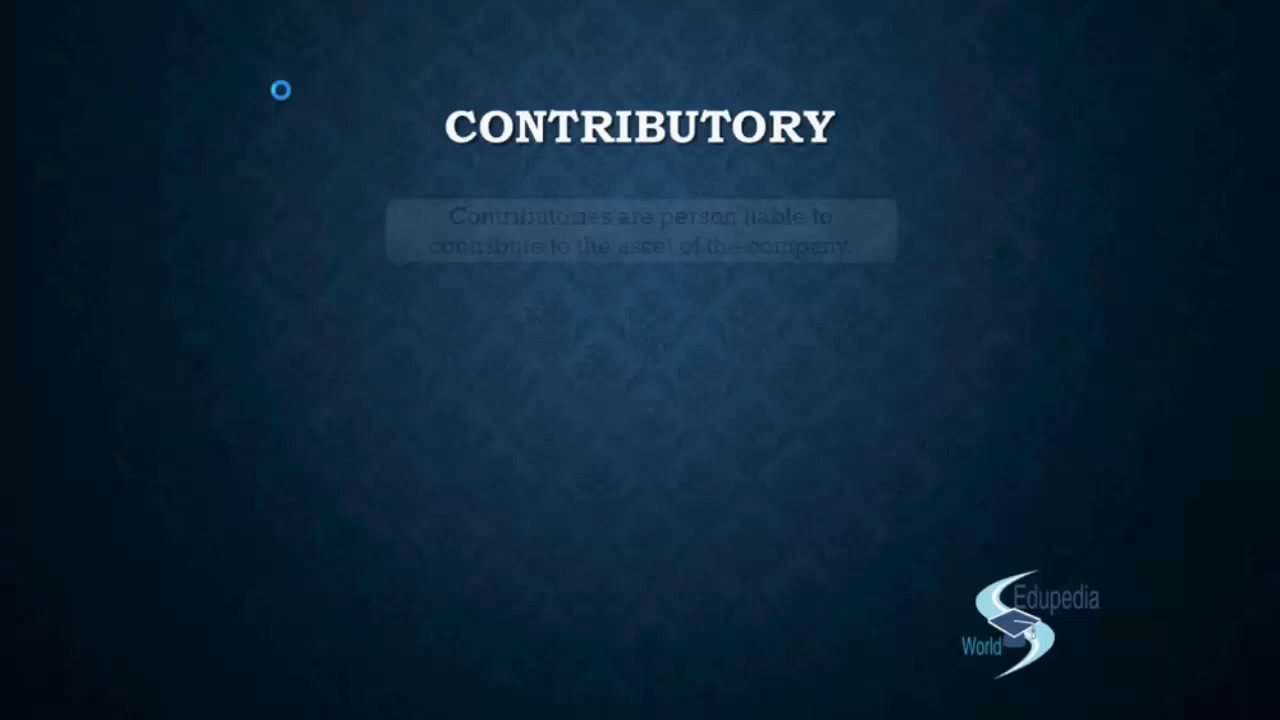 CONTRIBUTORY
Contributories are person liable to
contribute to the asset of the company.
Edupedia
World